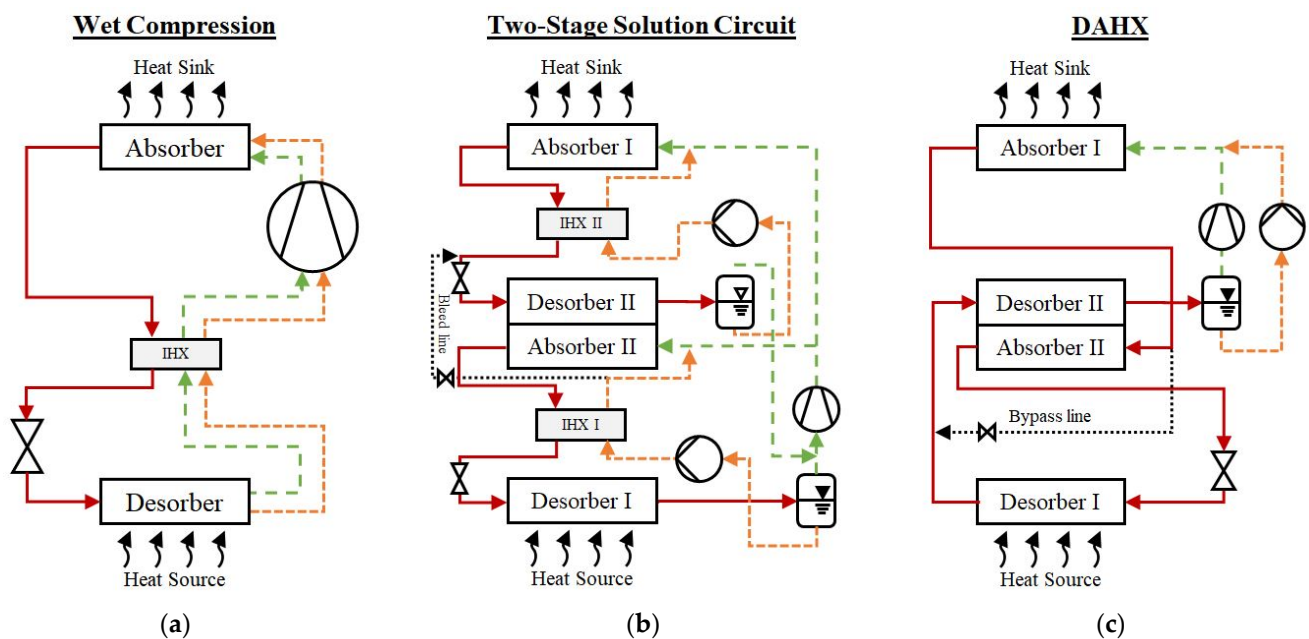 Wet Compression
Heat Sink
Absorber
IHX
Desorber
Heat Source
(a)
Two-Stage Solution Circuit
Heat Sink
Absorber I
IHX II
Bleed line
Desorber II
Absorber II
IHX I
Desorber I
Heat Source
(b)
DAHX
Heat Sink
Absorber I
Desorber II
Absorber II
Bypass line
Desorber I
Heat Source
(c)